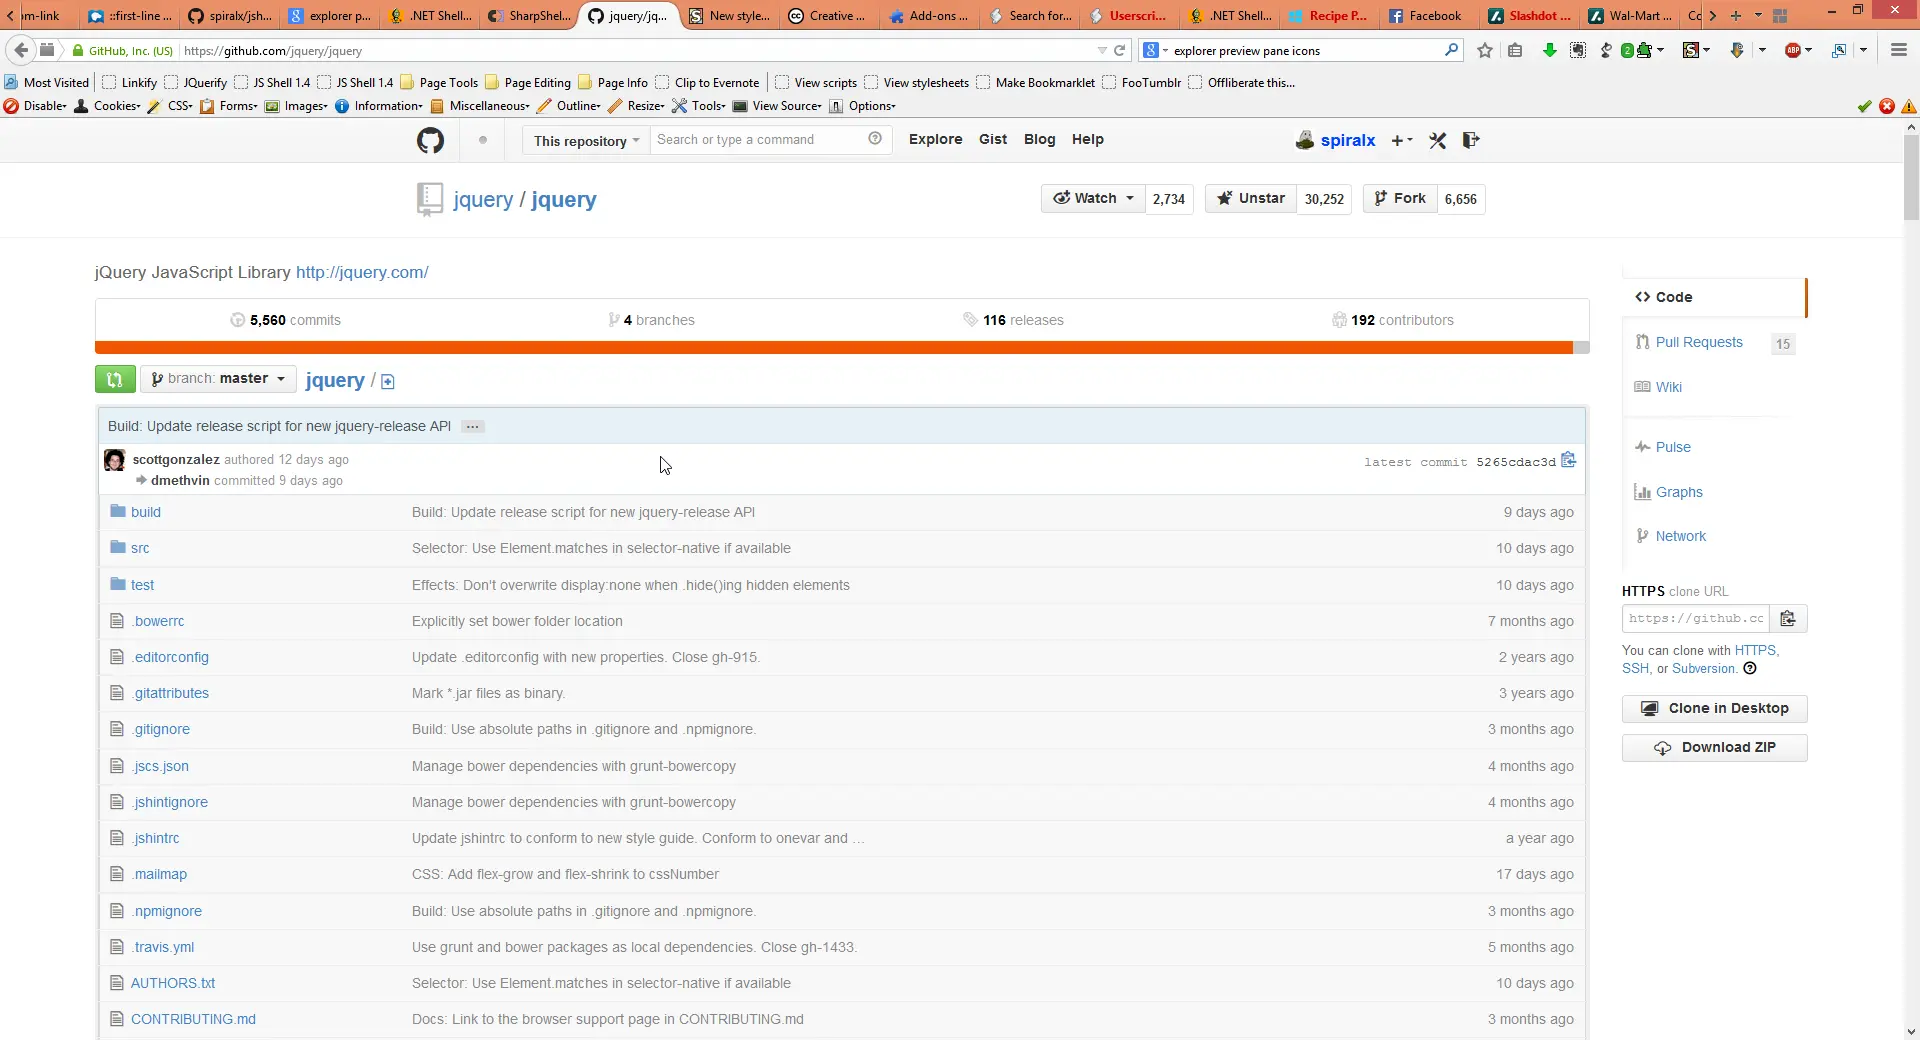 om-link ::first-line ... spiralx/jsh... explorer p... .NET Shell... SharpShel... jquery/jq... New style... Creative ... Add-ons ... Search for... Userscri... .NET Shell... Recipe P... Facebook Slashdot ... Wal-Mart ... Cc
GitHub, Inc. (US) https://github.com/jquery/jquery explorer preview pane icons
Most Visited Linkify JQuerify JS Shell 1.4 JS Shell 1.4 Page Tools Page Editing Page Info Clip to Evernote View scripts View stylesheets Make Bookmarklet FooTumblr Offliberate this...
Disable Cookies CSS Forms Images Information Miscellaneous Outline Resize Tools View Source Options
This repository Search or type a command Explore Gist Blog Help spiralx
jquery / jquery Watch 2,734 Unstar 30,252 Fork 6,656
jQuery JavaScript Library http://jquery.com/
5,560 commits 4 branches 116 releases 192 contributors
branch: master jquery /
Build: Update release script for new jquery-release API ...
scottgonzalez authored 12 days ago
dmethvin committed 9 days ago
latest commit 5265cdac3d
build Build: Update release script for new jquery-release API 9 days ago
src Selector: Use Element.matches in selector-native if available 10 days ago
test Effects: Don't overwrite display:none when .hide()ing hidden elements 10 days ago
.bowerrc Explicitly set bower folder location 7 months ago
.editorconfig Update .editorconfig with new properties. Close gh-915. 2 years ago
.gitattributes Mark *.jar files as binary. 3 years ago
.gitignore Build: Use absolute paths in .gitignore and .npmignore. 3 months ago
.jscs.json Manage bower dependencies with grunt-bowercopy 4 months ago
.jshintignore Manage bower dependencies with grunt-bowercopy 4 months ago
.jshintrc Update jshintrc to conform to new style guide. Conform to onevar and ... a year ago
.mailmap CSS: Add flex-grow and flex-shrink to cssNumber 17 days ago
.npmignore Build: Use absolute paths in .gitignore and .npmignore. 3 months ago
.travis.yml Use grunt and bower packages as local dependencies. Close gh-1433. 5 months ago
AUTHORS.txt Selector: Use Element.matches in selector-native if available 10 days ago
CONTRIBUTING.md Docs: Link to the browser support page in CONTRIBUTING.md 3 months ago
Code
Pull Requests 15
Wiki
Pulse
Graphs
Network
HTTPS clone URL
https://github.cc
You can clone with HTTPS,
SSH, or Subversion.
Clone in Desktop
Download ZIP